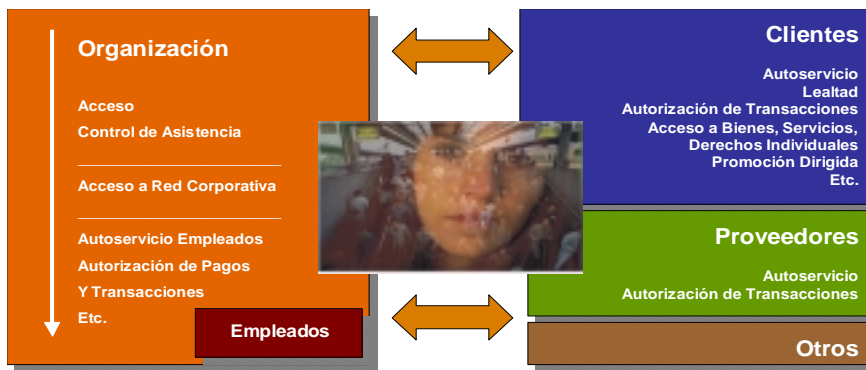 Organización
Acceso
Control de Asistencia
Acceso a Red Corporativa
Autoservicio Empleados
Autorización de Pagos
Y Transacciones
Etc.
Empleados
Clientes
Autoservicio
Lealtad
Autorización de Transacciones
Acceso a Bienes, Servicios,
Derechos Individuales
Promoción Dirigida
Etc.
Proveedores
Autoservicio
Autorización de Transacciones
Otros